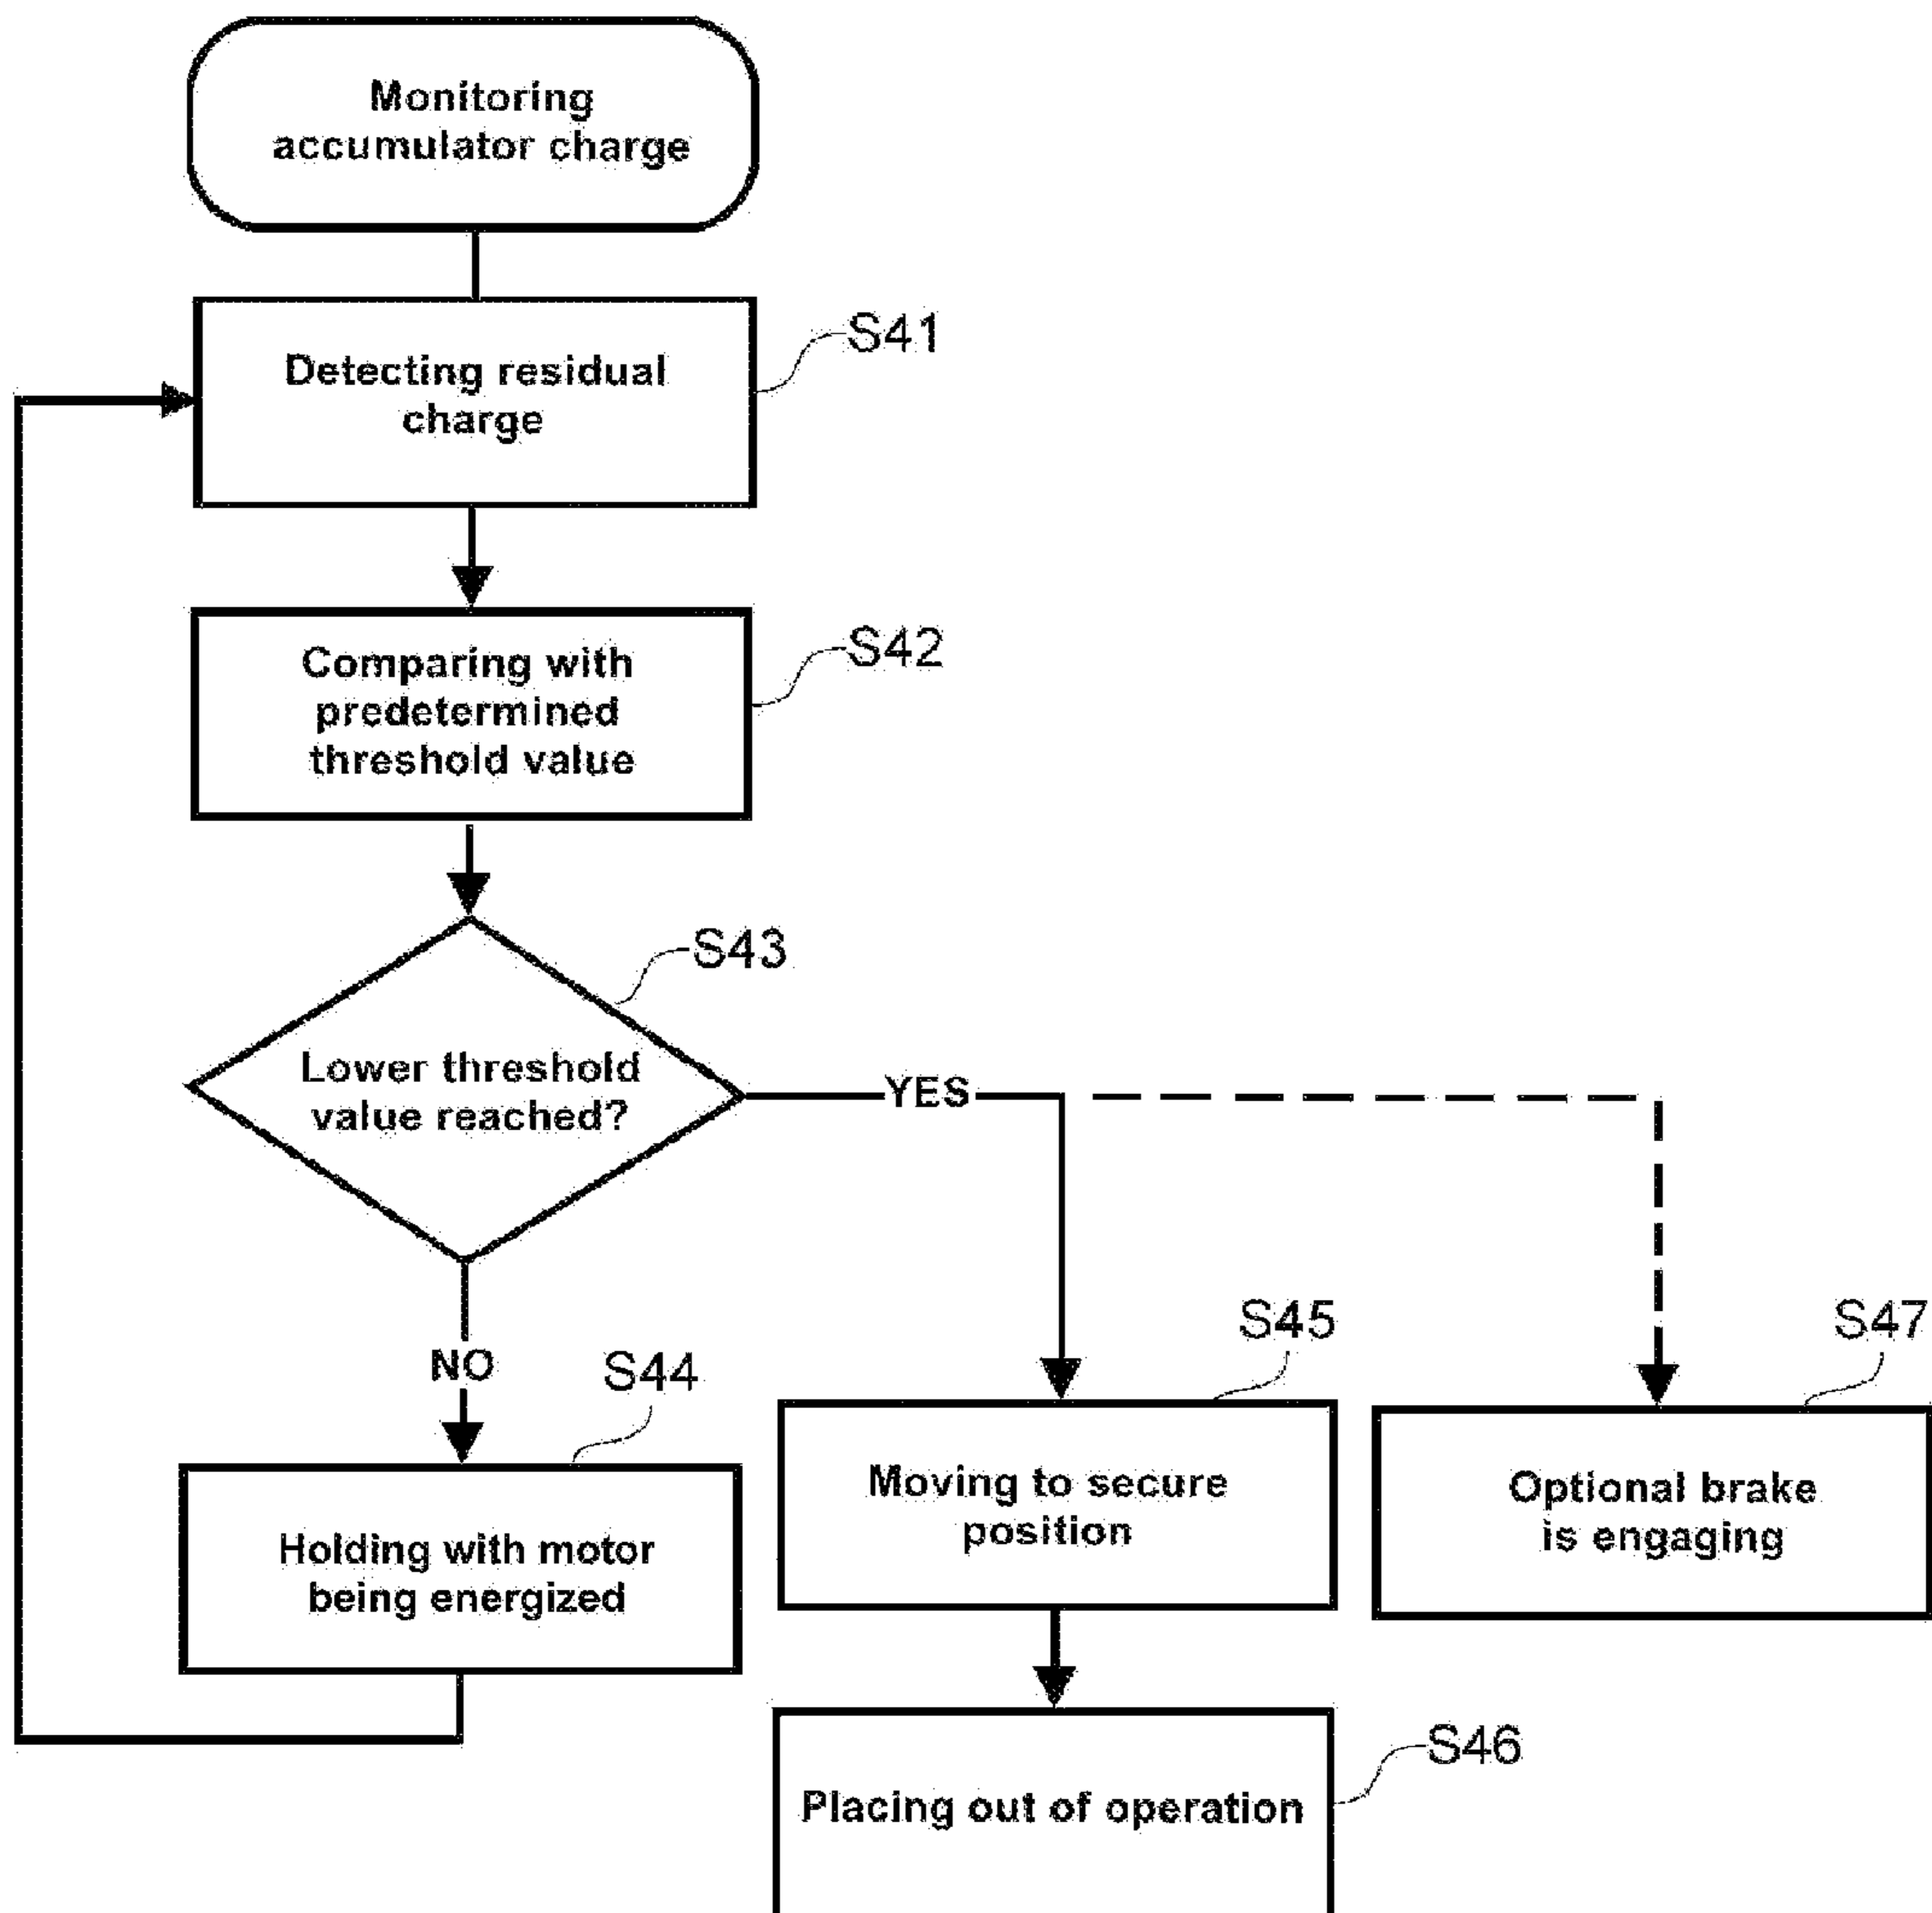 Monitoring
accumulator charge
Detecting residual
charge
S41
Comparing with
predetermined
threshold value
S42
S43
Lower threshold
value reached?
YES
NO
S44
Holding with motor
being energized
S45
Moving to secure
position
S47
Optional brake
is engaging
S46
Placing out of operation